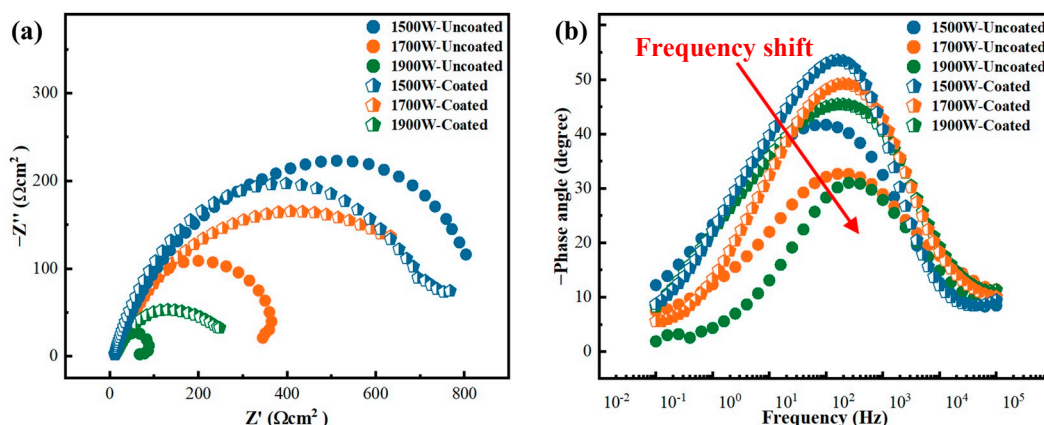 (a)
1500W-Uncoated
1700W-Uncoated
1900W-Uncoated
1500W-Coated
1700W-Coated
1900W-Coated
−Z'' (Ωcm²)
300
200
100
0
0 200 400 600 800
Z' (Ωcm²)
(b)
Frequency shift
1500W-Uncoated
1700W-Uncoated
1900W-Uncoated
1500W-Coated
1700W-Coated
1900W-Coated
−Phase angle (degree)
50
40
30
20
10
0
10⁻² 10⁻¹ 10⁰ 10¹ 10² 10³ 10⁴ 10⁵
Frequency (Hz)